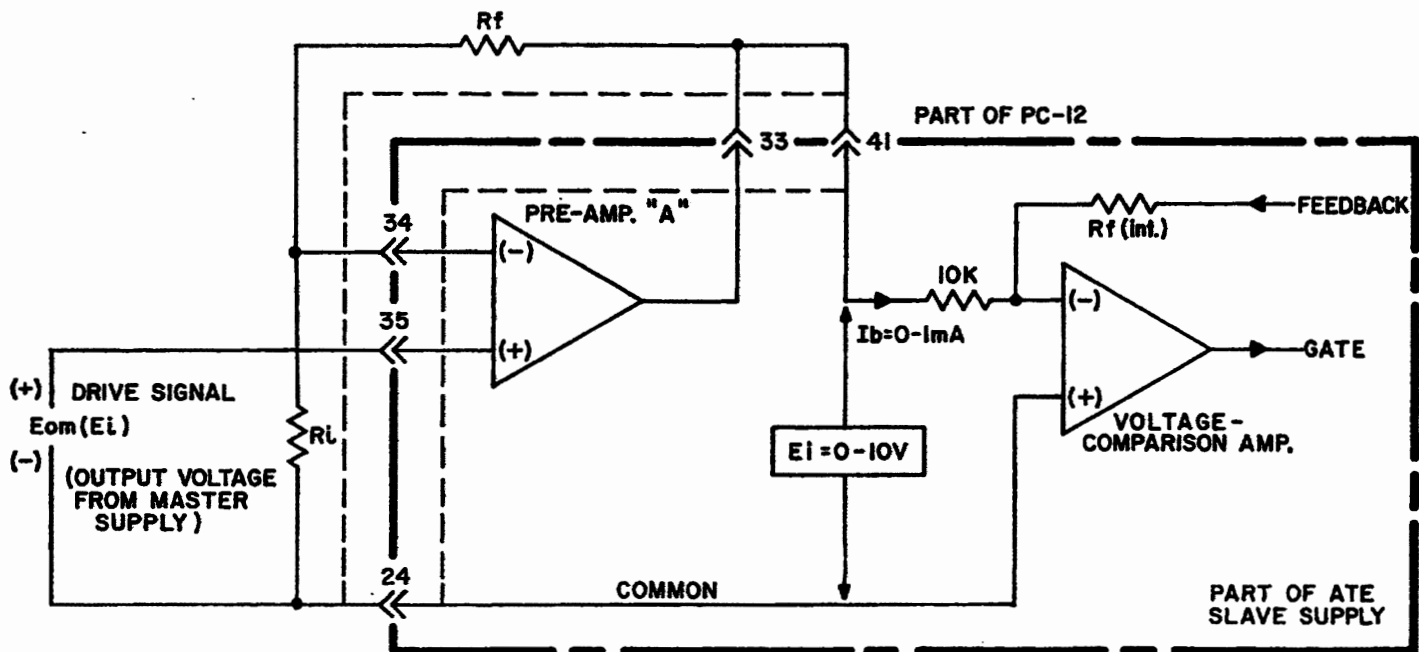 Rf
PART OF PC-12
33
41
PRE-AMP. "A"
34
(-)
FEEDBACK
Rf (int.)
10K
(-)
35
(+)
Ib=0-1mA
GATE
(+)
DRIVE SIGNAL
Eom (Ei)
(-)
Ri
(+)
VOLTAGE-
COMPARISON AMP.
Ei = 0-10V
(OUTPUT VOLTAGE
FROM MASTER
SUPPLY)
24
COMMON
PART OF ATE
SLAVE SUPPLY